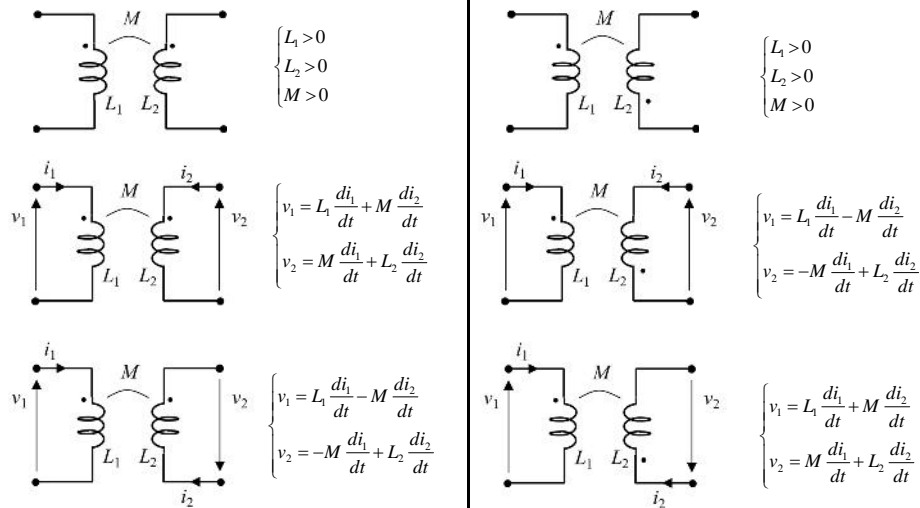 M
L₁ L₂
{L₁ > 0
L₂ > 0
M > 0
i₁ i₂
M
v₁ v₂
L₁ L₂
{v₁ = L₁ di₁/dt + M di₂/dt
v₂ = M di₁/dt + L₂ di₂/dt
i₁
M
v₁ v₂
L₁ L₂
i₂
{v₁ = L₁ di₁/dt − M di₂/dt
v₂ = −M di₁/dt + L₂ di₂/dt
M
L₁ L₂
{L₁ > 0
L₂ > 0
M > 0
i₁ i₂
M
v₁ v₂
L₁ L₂
{v₁ = L₁ di₁/dt − M di₂/dt
v₂ = −M di₁/dt + L₂ di₂/dt
i₁
M
v₁ v₂
L₁ L₂
i₂
{v₁ = L₁ di₁/dt + M di₂/dt
v₂ = M di₁/dt + L₂ di₂/dt